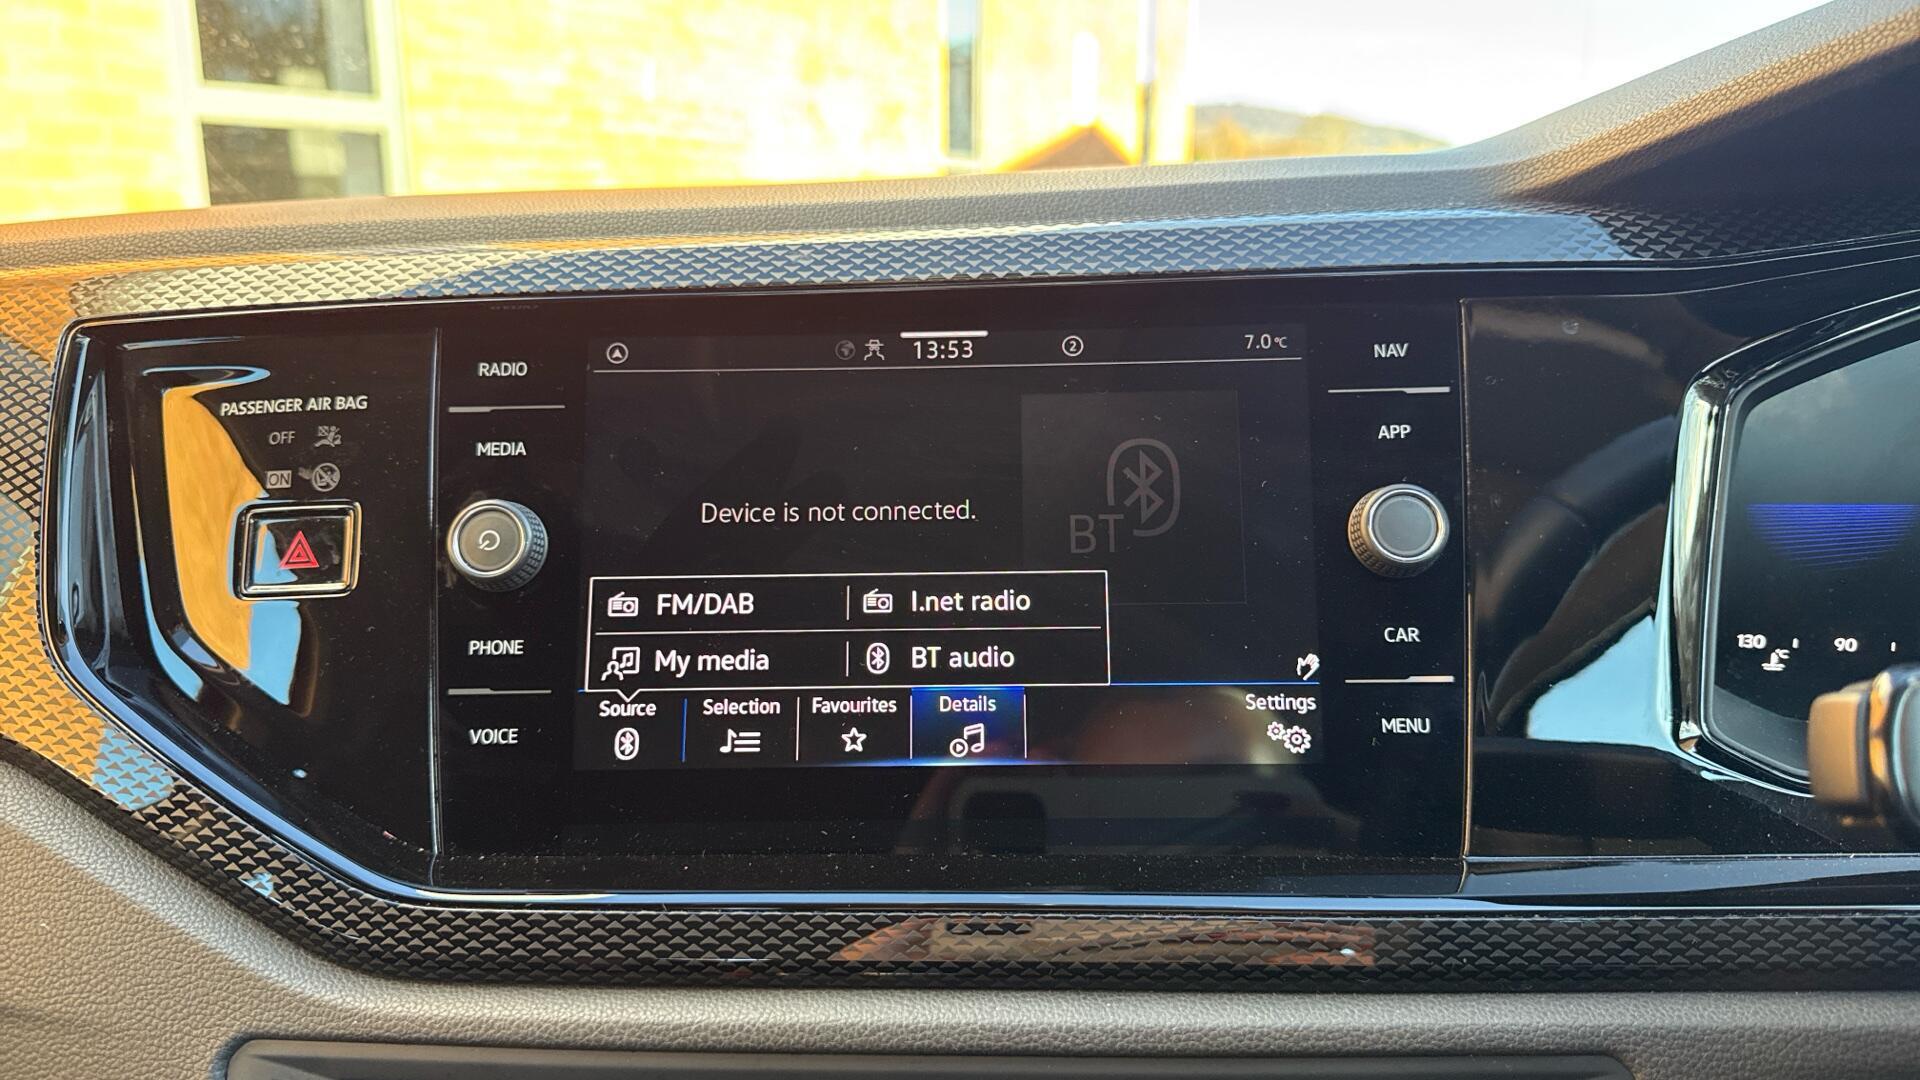 PASSENGER AIR BAG
OFF
ON
RADIO
MEDIA
PHONE
VOICE
13:53
2
7.0°C
Device is not connected.
BT
FM/DAB
I.net radio
My media
BT audio
Source
Selection
Favourites
Details
Settings
NAV
APP
CAR
MENU
130
90
°C